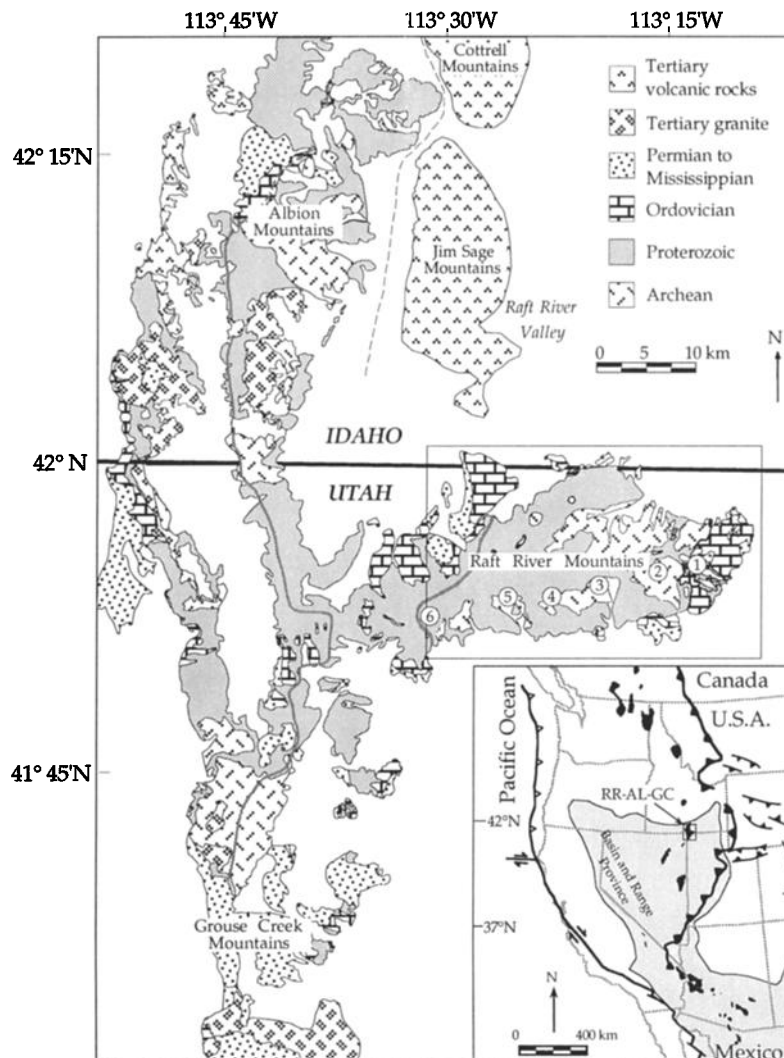 113° 45'W
113° 30'W
113° 15'W
Cottrell
Mountains
Tertiary
volcanic rocks
Tertiary granite
Permian to
Mississippian
Ordovician
Proterozoic
Archean
42° 15'
Albion
Mountains
Jim Sage
Mountains
Raft River
Valley
0 5 10 km
N
IDAHO
42° N
UTAH
Raft River Mountains
1
2
3
4
5
6
41° 45'
Grouse Creek
Mountains
Canada
U.S.A.
Pacific Ocean
RR-AL-GC
42°N
Basin and Range
Province
37°N
N
0 400 km
Mexico